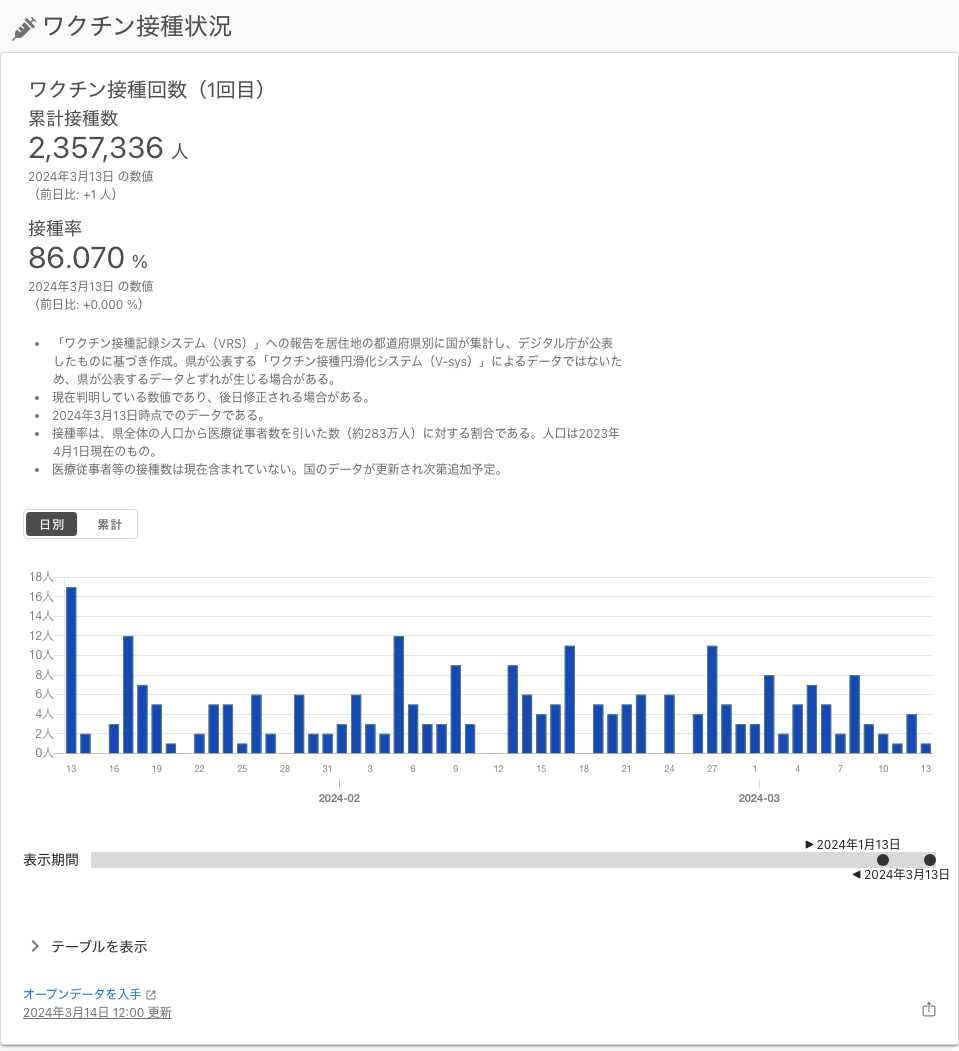 ワクチン接種状況
ワクチン接種回数（1回目）
累計接種数
2,357,336 人
2024年3月13日 の数値
（前日比: +1 人）
接種率
86.070 %
2024年3月13日 の数値
（前日比: +0.000 %）
• 「ワクチン接種記録システム（VRS）」への報告を居住地の都道府県別に国が集計し、デジタル庁が公表
したものに基づき作成。県が公表する「ワクチン接種円滑化システム（V-sys）」によるデータではないた
め、県が公表するデータとずれが生じる場合がある。
• 現在判明している数値であり、後日修正される場合がある。
• 2024年3月13日時点でのデータである。
• 接種率は、県全体の人口から医療従事者数を引いた数（約283万人）に対する割合である。人口は2023年
4月1日現在のもの。
• 医療従事者等の接種数は現在含まれていない。国のデータが更新され次第追加予定。
日別 累計
18人
16人
14人
12人
10人
8人
6人
4人
2人
0人
13 16 19 22 25 28 31 3 6 9 12 15 18 21 24 27 1 4 7 10 13
2024-02 2024-03
▶ 2024年1月13日
表示期間
◀ 2024年3月13日
テーブルを表示
オープンデータを入手
2024年3月14日 12:00 更新